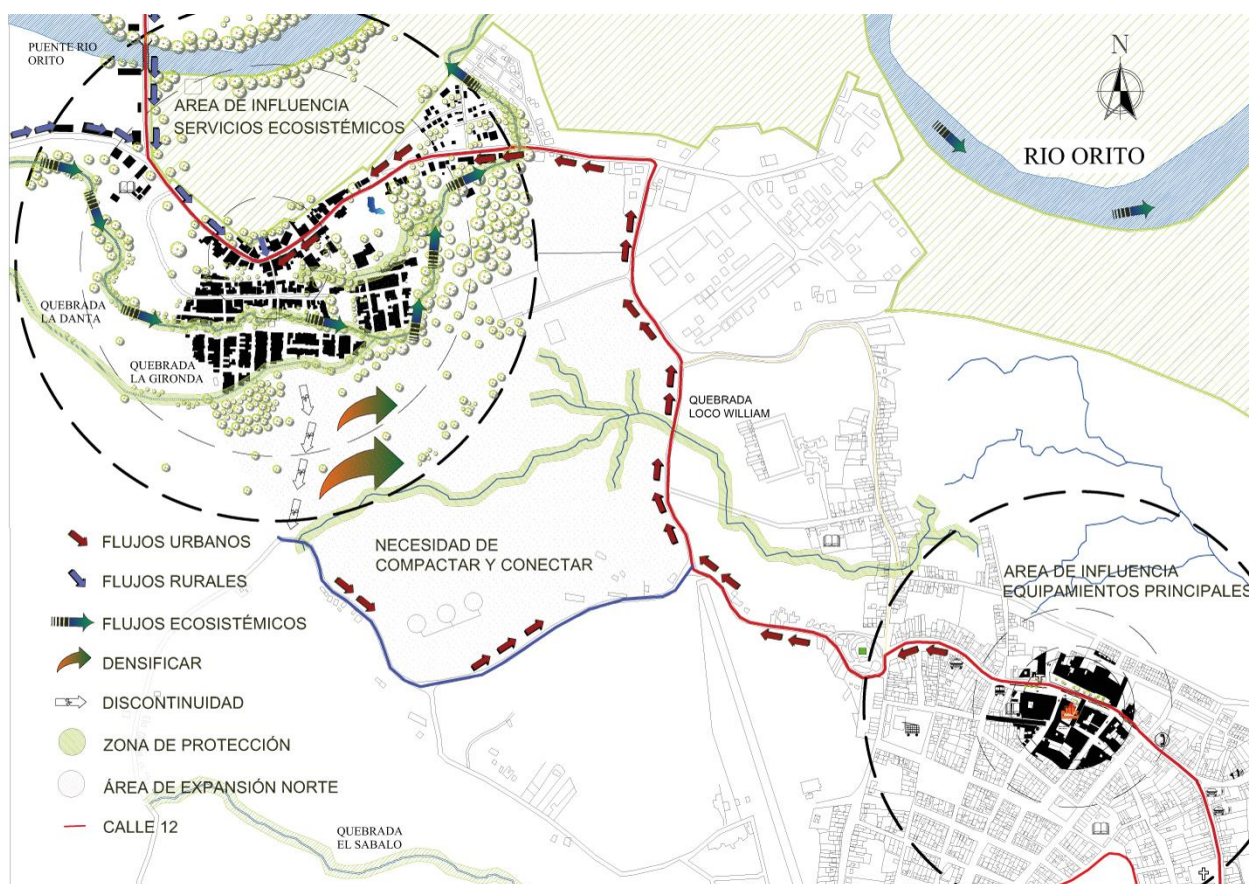 PUENTE RIO
ORITO
AREA DE INFLUENCIA
SERVICIOS ECOSISTÉMICOS
N
RIO ORITO
QUEBRADA
LA DANTA
QUEBRADA
LA GIRONDA
QUEBRADA
LOCO WILLIAM
NECESIDAD DE
COMPACTAR Y CONECTAR
AREA DE INFLUENCIA
EQUIPAMIENTOS PRINCIPALES
FLUJOS URBANOS
FLUJOS RURALES
FLUJOS ECOSISTÉMICOS
DENSIFICAR
DISCONTINUIDAD
ZONA DE PROTECCIÓN
ÁREA DE EXPANSIÓN NORTE
CALLE 12
QUEBRADA
EL SABALO